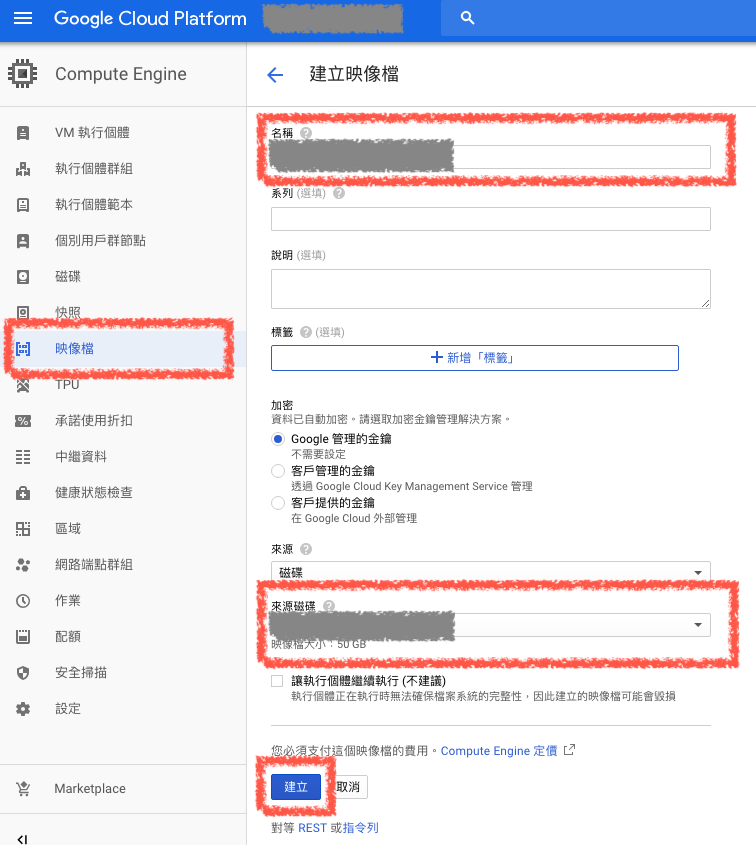 Google Cloud Platform
Compute Engine
建立映像檔
VM 執行個體
執行個體群組
執行個體範本
個別用戶群節點
磁碟
快照
映像檔
TPU
承諾使用折扣
中繼資料
健康狀態檢查
區域
網路端點群組
作業
配額
安全掃描
設定
Marketplace
名稱
系列 (選填)
說明 (選填)
標籤 (選填)
新增「標籤」
加密
資料已自動加密。請選取加密金鑰管理解決方案。
Google 管理的金鑰
不需要設定
客戶管理的金鑰
透過 Google Cloud Key Management Service 管理
客戶提供的金鑰
在 Google Cloud 外部管理
來源
磁碟
來源磁碟
映像檔大小：50 GB
讓執行個體繼續執行 (不建議)
執行個體正在執行時無法確保檔案系統的完整性，因此建立的映像檔可能會毀損
您必須支付這個映像檔的費用。Compute Engine 定價
建立
取消
對等 REST 或指令列